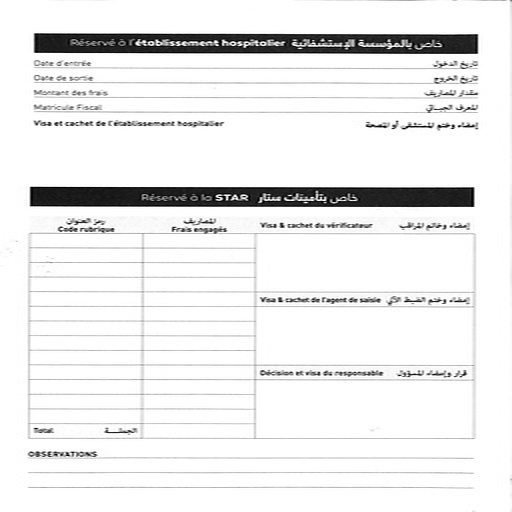 Réservé à l'établissement hospitalier خاص بالمؤسسة الإستشفائية
Date d'entrée تاريخ الدخول
Date de sortie تاريخ الخروج
Montant des frais مقدار المصاريف
Matricule Fiscal المعرف الجبائي
Visa et cachet de l'établissement hospitalier إمضاء وختم المستشفى أو المصحة
Réservé à la STAR خاص بتأمينات ستار
رمز العنوان المصاريف
Code rubrique Frais engagés Visa & cachet du vérificateur إمضاء وخاتم المراقب
Visa & cachet de l'agent de saisie إمضاء وختم الضبط الآلي
Décision et visa du responsable قرار وإمضاء المسؤول
Total الجملة
OBSERVATIONS